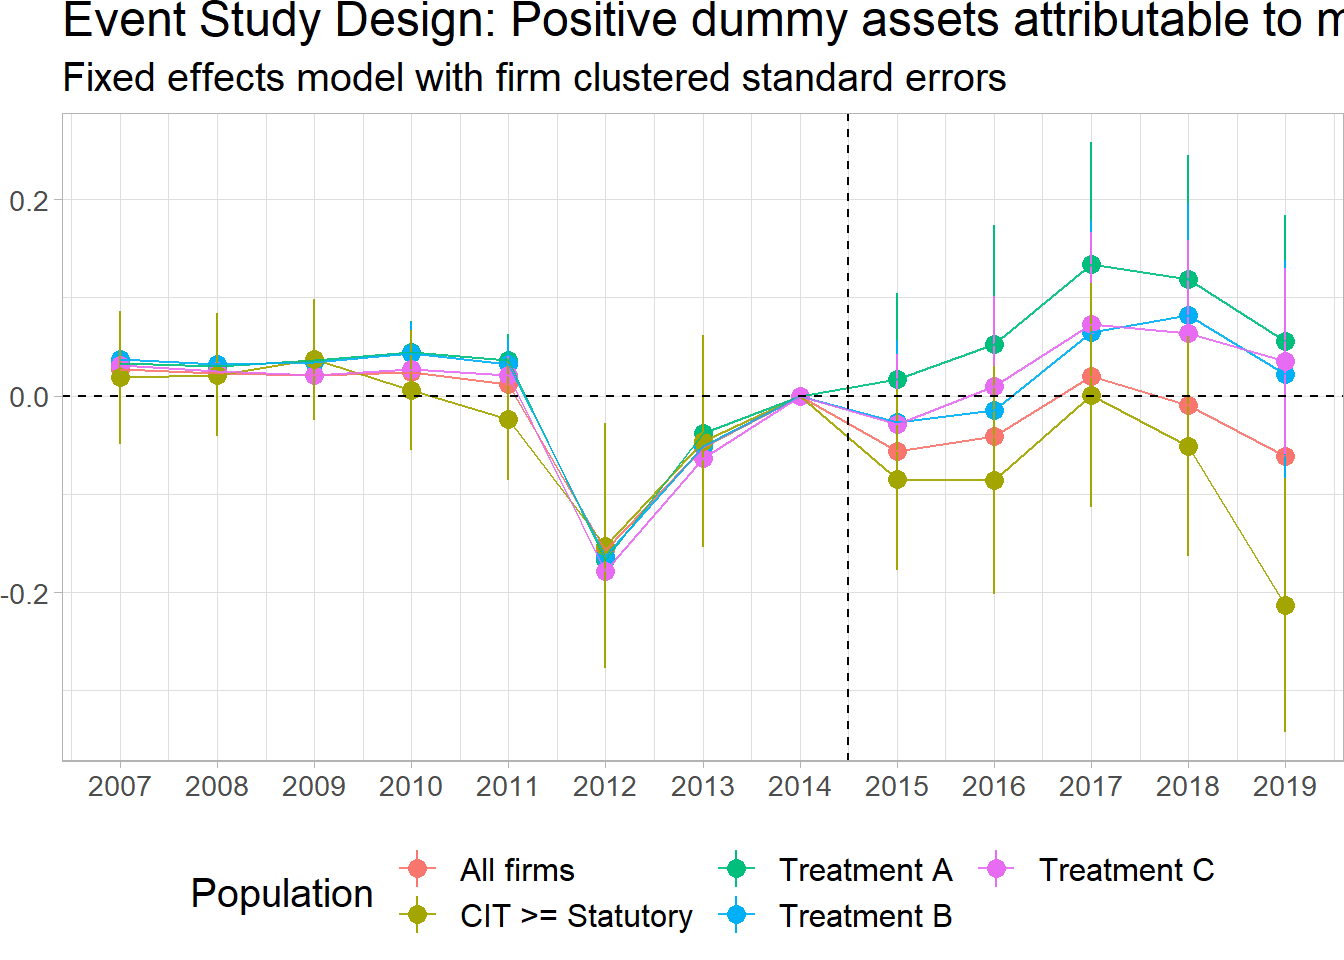 Event Study Design: Positive dummy assets attributable to
Fixed effects model with firm clustered standard errors
0.2
0.0
-0.2
2007 2008 2009 2010 2011 2012 2013 2014 2015 2016 2017 2018 2019
Population
All firms
CIT >= Statutory
Treatment A
Treatment B
Treatment C